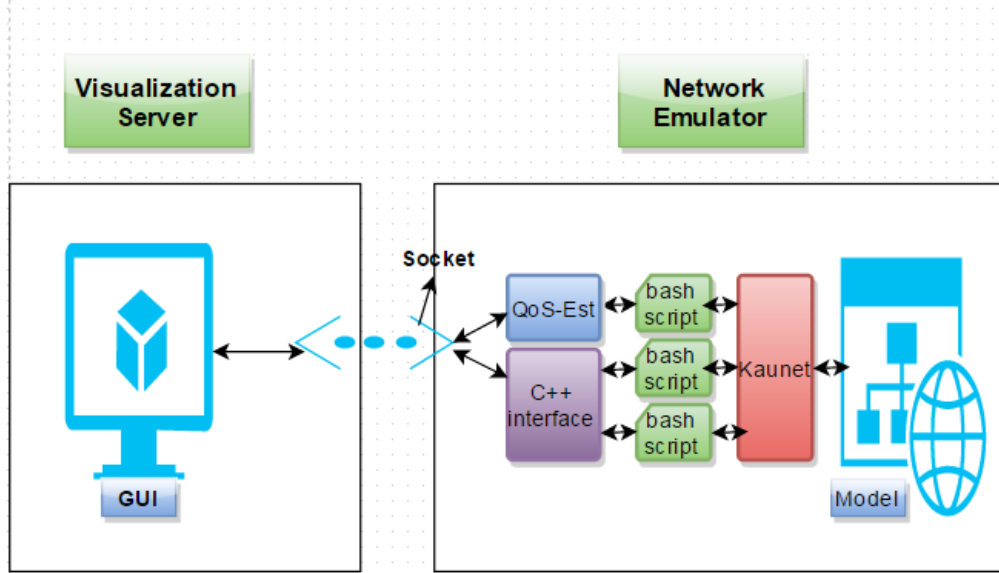 Visualization
Server
Network
Emulator
Socket
QoS-Est
bash
script
C++
interface
bash
script
bash
script
Kaunet
GUI
Model